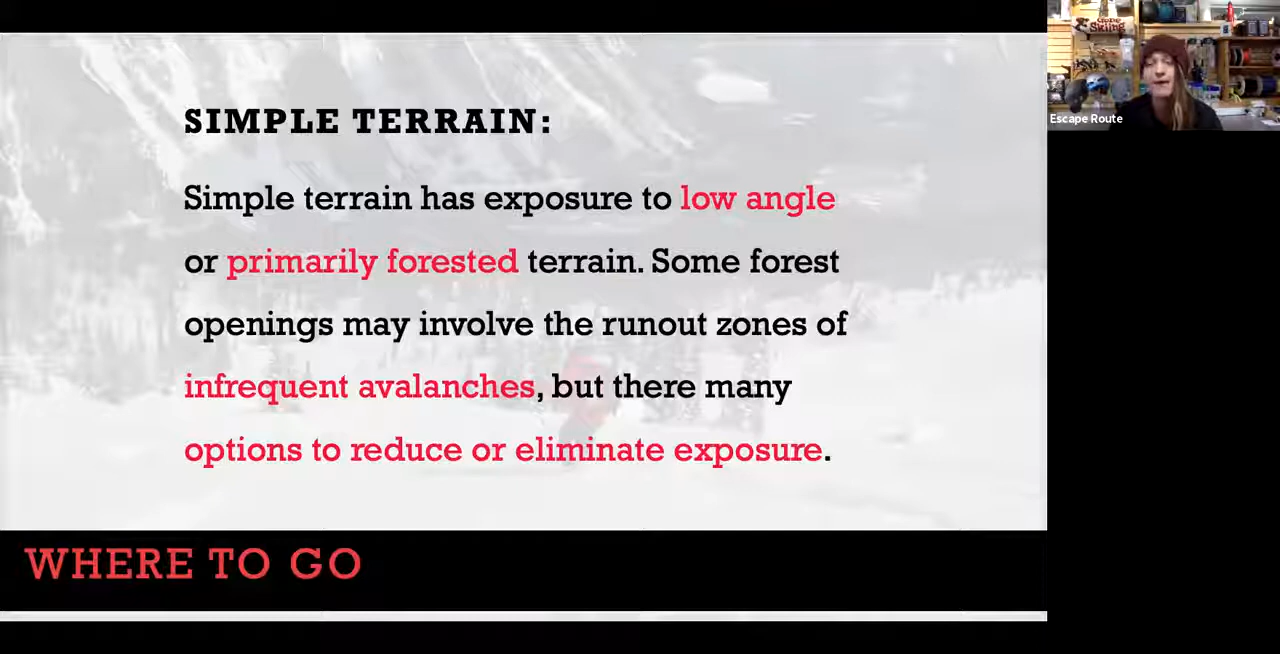 SIMPLE TERRAIN:
Simple terrain has exposure to low angle
or primarily forested terrain. Some forest
openings may involve the runout zones of
infrequent avalanches, but there many
options to reduce or eliminate exposure.
WHERE TO GO
Gone
Skiing
Escape Route